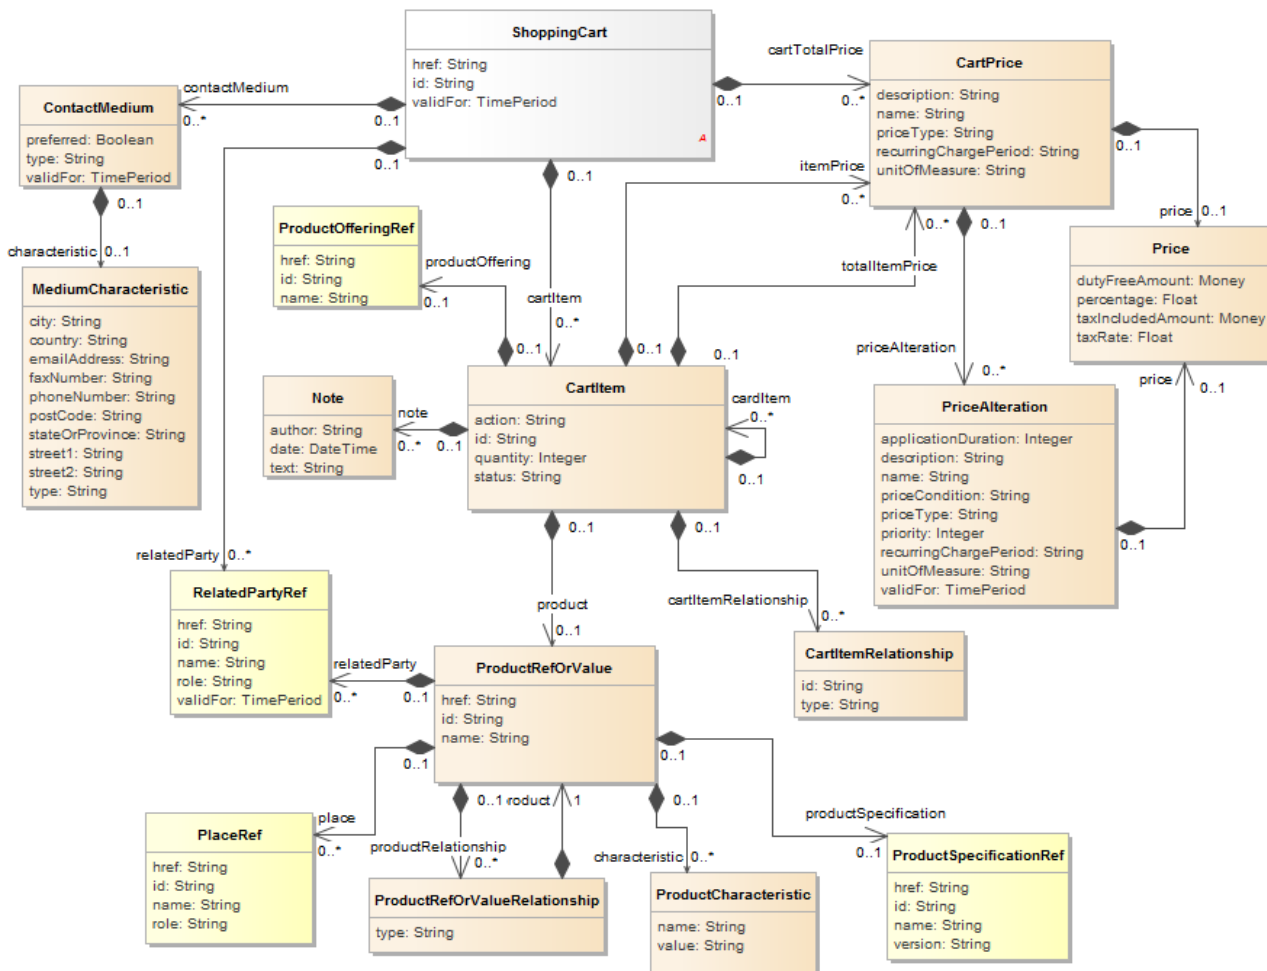 ShoppingCart
href: String
id: String
validFor: TimePeriod
A
cartTotalPrice
0..1
0..*
CartPrice
description: String
name: String
priceType: String
recurringChargePeriod: String
unitOfMeasure: String
contactMedium
0..*
0..1
ContactMedium
preferred: Boolean
type: String
validFor: TimePeriod
0..1
0..1
0..1
itemPrice
0..*
0..1
0..1
price
0..1
characteristic
0..1
ProductOfferingRef
href: String
id: String
name: String
productOffering
0..1
totalItemPrice
0..*
0..1
Price
dutyFreeAmount: Money
percentage: Float
taxIncludedAmount: Money
taxRate: Float
MediumCharacteristic
city: String
country: String
emailAddress: String
faxNumber: String
phoneNumber: String
postCode: String
stateOrProvince: String
street1: String
street2: String
type: String
cartItem
0..*
0..1
0..1
0..1
priceAlteration
0..*
price
0..1
Note
author: String
date: DateTime
text: String
note
0..*
0..1
CartItem
action: String
id: String
quantity: Integer
status: String
cardItem
0..*
0..1
PriceAlteration
applicationDuration: Integer
description: String
name: String
priceCondition: String
priceType: String
priority: Integer
recurringChargePeriod: String
unitOfMeasure: String
validFor: TimePeriod
0..1
0..1
0..1
relatedParty
0..*
RelatedPartyRef
href: String
id: String
name: String
role: String
validFor: TimePeriod
product
0..1
cartItemRelationship
0..*
CartItemRelationship
id: String
type: String
relatedParty
0..*
0..1
ProductRefOrValue
href: String
id: String
name: String
0..1
0..1
0..1
roduct
1
0..1
place
0..*
PlaceRef
href: String
id: String
name: String
role: String
productRelationship
0..*
ProductRefOrValueRelationship
type: String
characteristic
0..*
ProductCharacteristic
name: String
value: String
productSpecification
0..1
ProductSpecificationRef
href: String
id: String
name: String
version: String